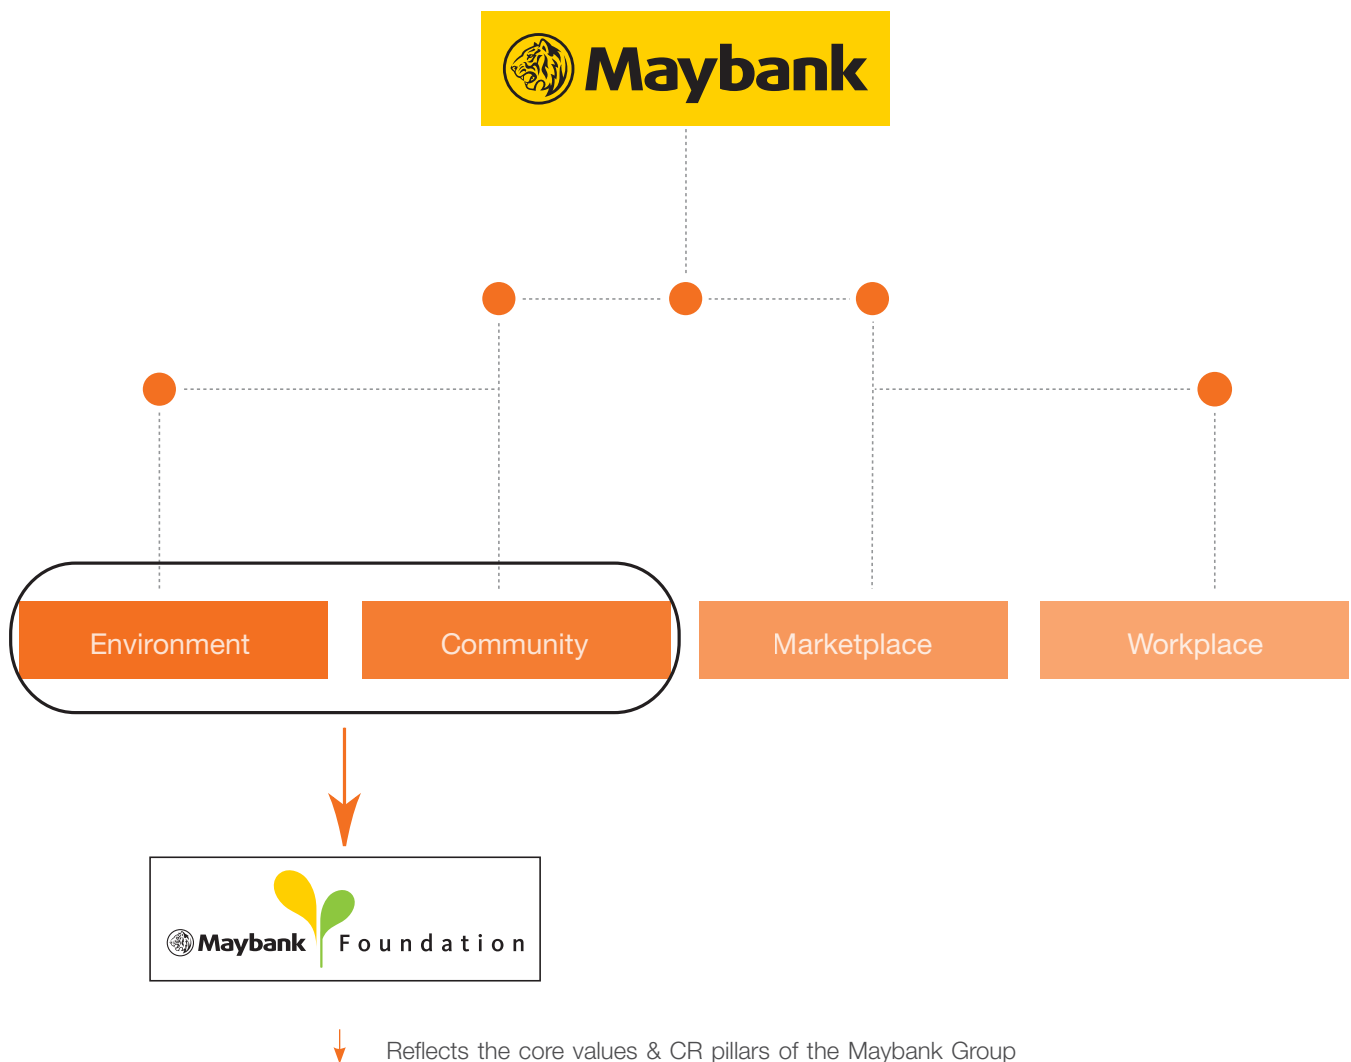 Maybank
Environment
Community
Marketplace
Workplace
Maybank Foundation
Reflects the core values & CR pillars of the Maybank Group